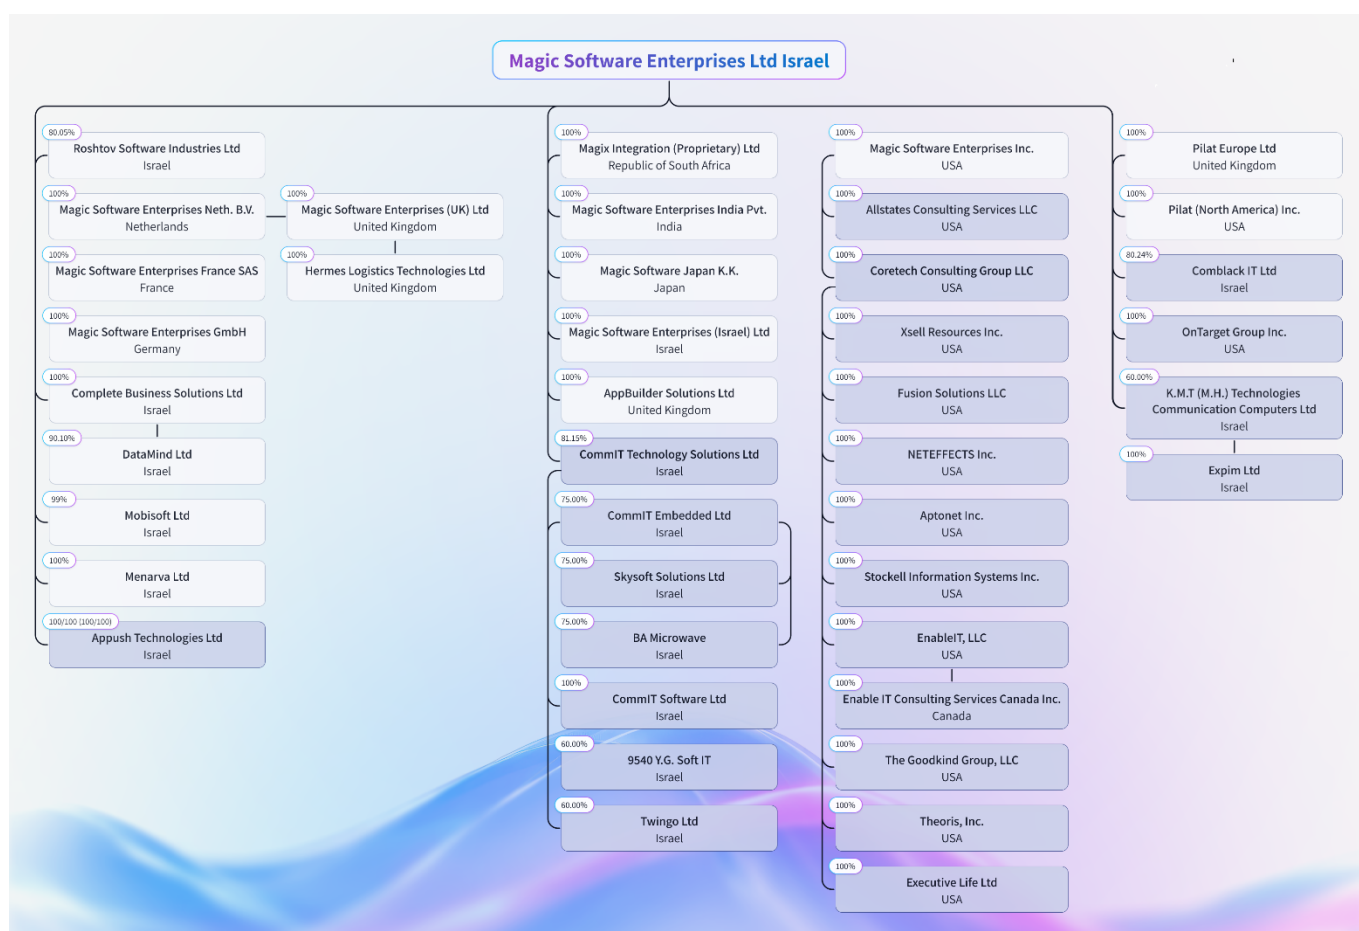 Magic Software Enterprises Ltd Israel
80.05%
Roshtov Software Industries Ltd
Israel
100%
Magic Software Enterprises Neth. B.V.
Netherlands
100%
Magic Software Enterprises (UK) Ltd
United Kingdom
100%
Magic Software Enterprises France SAS
France
100%
Hermes Logistics Technologies Ltd
United Kingdom
100%
Magic Software Enterprises GmbH
Germany
100%
Complete Business Solutions Ltd
Israel
90.10%
DataMind Ltd
Israel
99%
Mobisoft Ltd
Israel
100%
Menarva Ltd
Israel
100/100 (100/100)
Appush Technologies Ltd
Israel
100%
Magix Integration (Proprietary) Ltd
Republic of South Africa
100%
Magic Software Enterprises India Pvt.
India
100%
Magic Software Japan K.K.
Japan
100%
Magic Software Enterprises (Israel) Ltd
Israel
100%
AppBuilder Solutions Ltd
United Kingdom
81.15%
CommIT Technology Solutions Ltd
Israel
75.00%
CommIT Embedded Ltd
Israel
75.00%
Skysoft Solutions Ltd
Israel
75.00%
BA Microwave
Israel
100%
CommIT Software Ltd
Israel
60.00%
9540 Y.G. Soft IT
Israel
60.00%
Twingo Ltd
Israel
100%
Magic Software Enterprises Inc.
USA
100%
Allstates Consulting Services LLC
USA
100%
Coretech Consulting Group LLC
USA
100%
Xsell Resources Inc.
USA
100%
Fusion Solutions LLC
USA
100%
NETEFFECTS Inc.
USA
100%
Aptonet Inc.
USA
100%
Stockell Information Systems Inc.
USA
100%
EnableIT, LLC
USA
100%
Enable IT Consulting Services Canada Inc.
Canada
100%
The Goodkind Group, LLC
USA
100%
Theoris, Inc.
USA
100%
Executive Life Ltd
USA
100%
Pilat Europe Ltd
United Kingdom
100%
Pilat (North America) Inc.
USA
80.24%
Comblack IT Ltd
Israel
100%
OnTarget Group Inc.
USA
60.00%
K.M.T (M.H.) Technologies
Communication Computers Ltd
Israel
100%
Expim Ltd
Israel